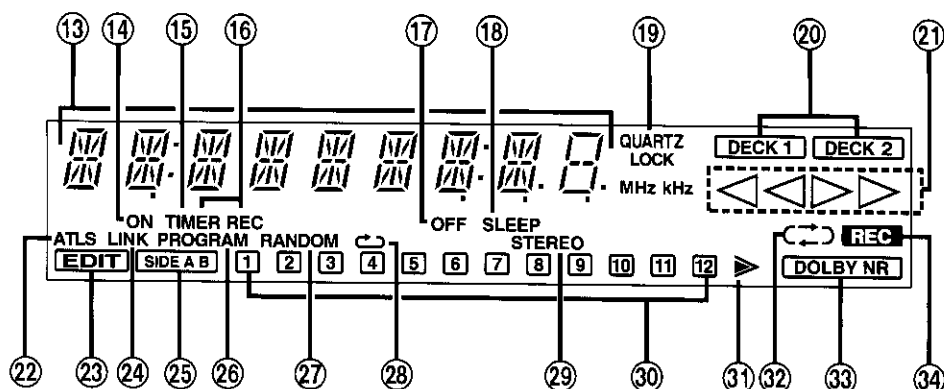 13 14 15 16 17 18 19 20 21
QUARTZ LOCK DECK 1 DECK 2
MHz kHz
ON TIMER REC OFF SLEEP
ATLS LINK PROGRAM RANDOM STEREO REC
EDIT SIDE A B 1 2 3 4 5 6 7 8 9 10 11 12 DOLBY NR
22 23 24 25 26 27 28 29 30 31 32 33 34